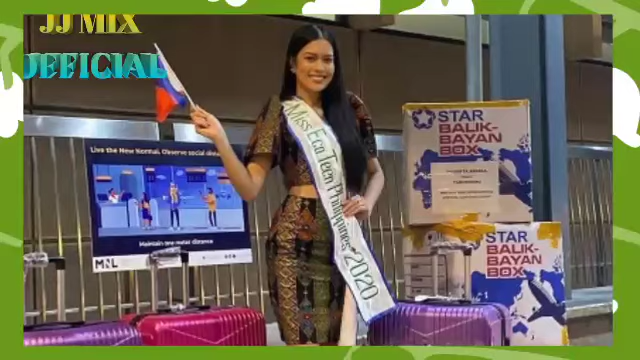 JJ MIX
OFFICIAL
Live the New Normal. Observe social dis
Maintain one meter distance
MNL
Miss Eco Teen Philippines 2020
STAR
BALIK-
BAYAN
BOX
STAR
BALIK-
BAYAN
BOX